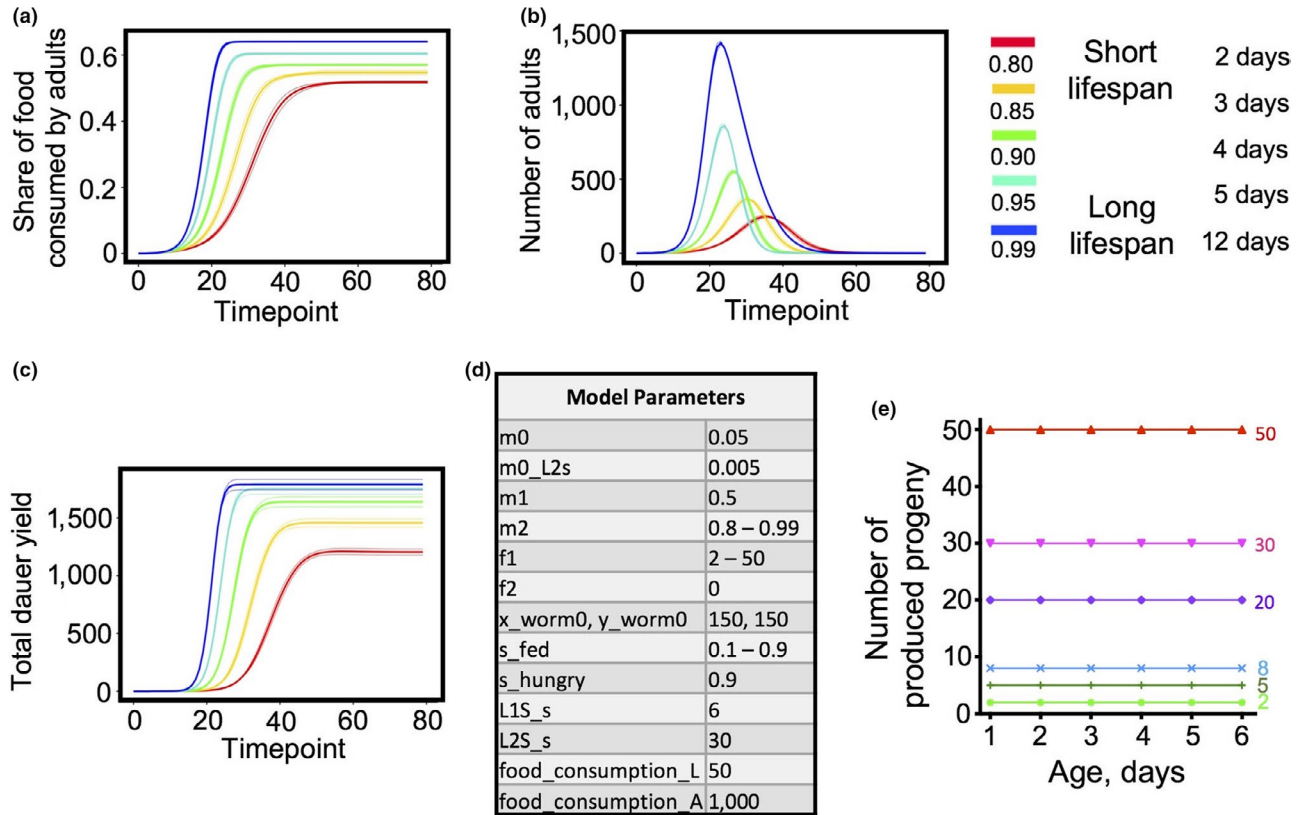 (a)
Share of food
consumed by adults
0.6
0.4
0.2
0
0 20 40 60 80
Timepoint
(b)
Number of adults
1,500
1,000
500
0
0 20 40 60 80
Timepoint
0.80
0.85
0.90
0.95
0.99
Short
lifespan
Long
lifespan
2 days
3 days
4 days
5 days
12 days
(c)
Total dauer yield
1,500
1,000
500
0
0 20 40 60 80
Timepoint
(d)
Model Parameters
m0 0.05
m0_L2s 0.005
m1 0.5
m2 0.8 – 0.99
f1 2 – 50
f2 0
x_worm0, y_worm0 150, 150
s_fed 0.1 – 0.9
s_hungry 0.9
L1S_s 6
L2S_s 30
food_consumption_L 50
food_consumption_A 1,000
(e)
Number of
produced progeny
50
40
30
20
10
0
50
30
20
8
5
2
1 2 3 4 5 6
Age, days